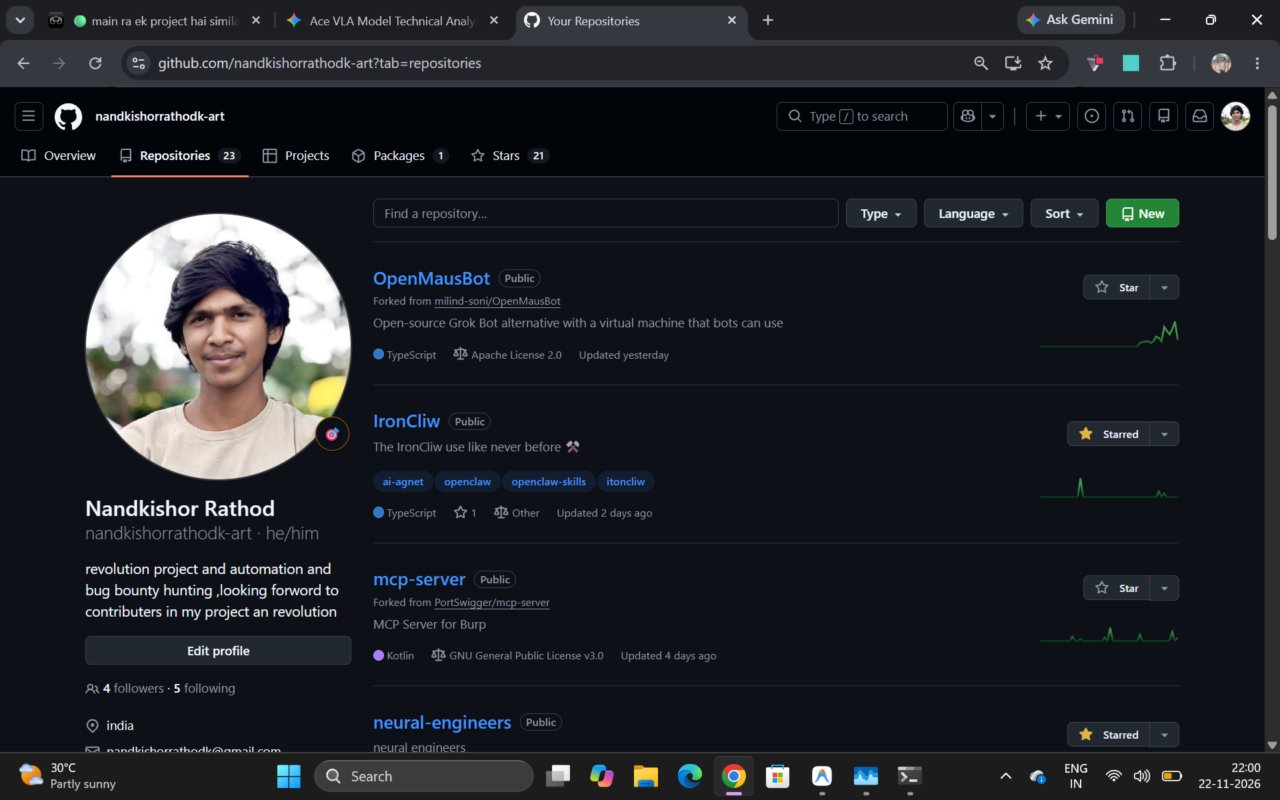 main ra ek project hai simila
Ace VLA Model Technical Analy
Your Repositories
Ask Gemini
github.com/nandkishorrathodk-art?tab=repositories
nandkishorrathodk-art
Type / to search
Overview
Repositories 23
Projects
Packages 1
Stars 21
Find a repository...
Type
Language
Sort
New
OpenMausBot Public
Star
Forked from milind-soni/OpenMausBot
Open-source Grok Bot alternative with a virtual machine that bots can use
TypeScript Apache License 2.0 Updated yesterday
IronCliw Public
Starred
The IronCliw use like never before
ai-agnet openclaw openclaw-skills itoncliw
TypeScript 1 Other Updated 2 days ago
mcp-server Public
Star
Forked from PortSwigger/mcp-server
MCP Server for Burp
Kotlin GNU General Public License v3.0 Updated 4 days ago
neural-engineers Public
Starred
neural engineers
Nandkishor Rathod
nandkishorrathodk-art · he/him
revolution project and automation and
bug bounty hunting ,looking forword to
contributers in my project an revolution
Edit profile
4 followers · 5 following
india
nandkishorrathodk@gmail.com
30°C
Partly sunny
Search
ENG
IN
22:00
22-11-2026